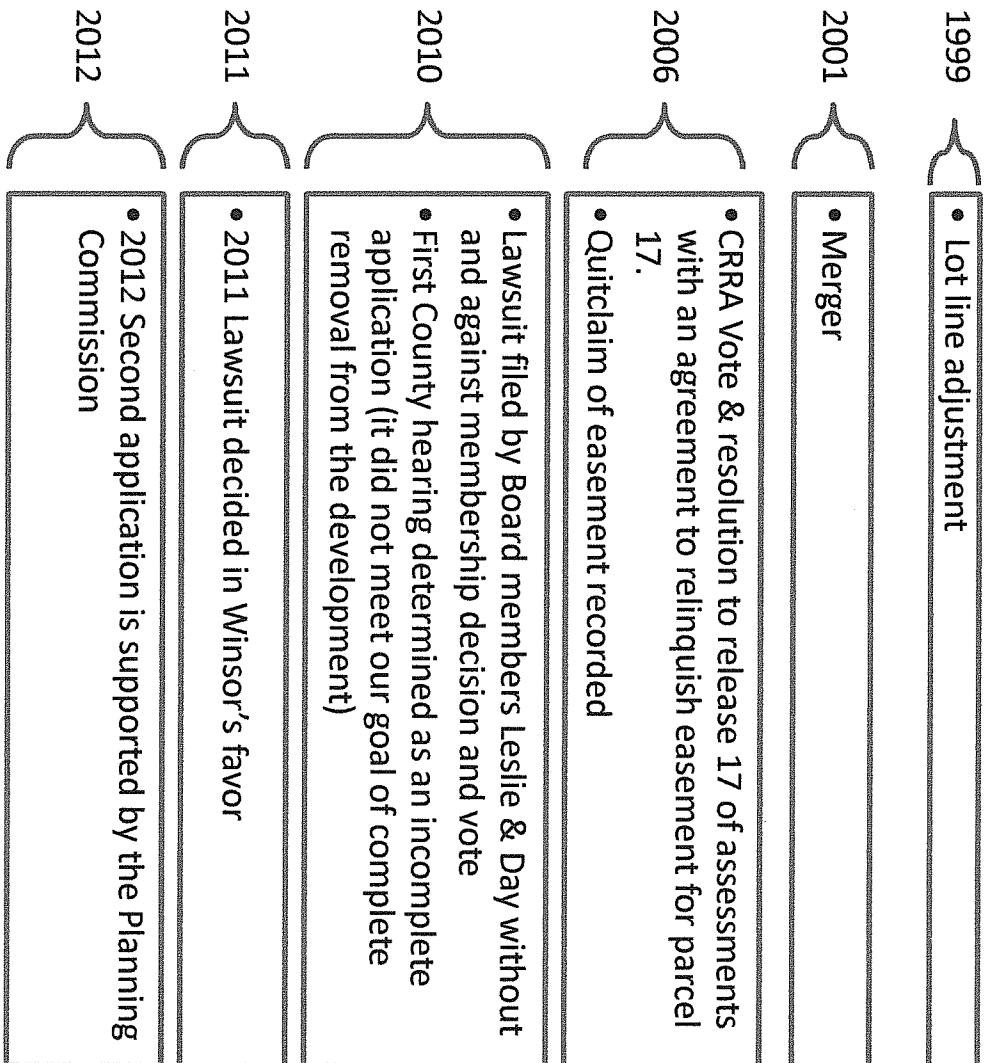 1999
• Lot line adjustment
2001
• Merger
2006
• CRRA Vote & resolution to release 17 of assessments
with an agreement to relinquish easement for parcel
17.
• Quitclaim of easement recorded
2010
• Lawsuit filed by Board members Leslie & Day without
and against membership decision and vote
• First County hearing determined as an incomplete
application (it did not meet our goal of complete
removal from the development)
2011
• 2011 Lawsuit decided in Winsor's favor
2012
• 2012 Second application is supported by the Planning
Commission